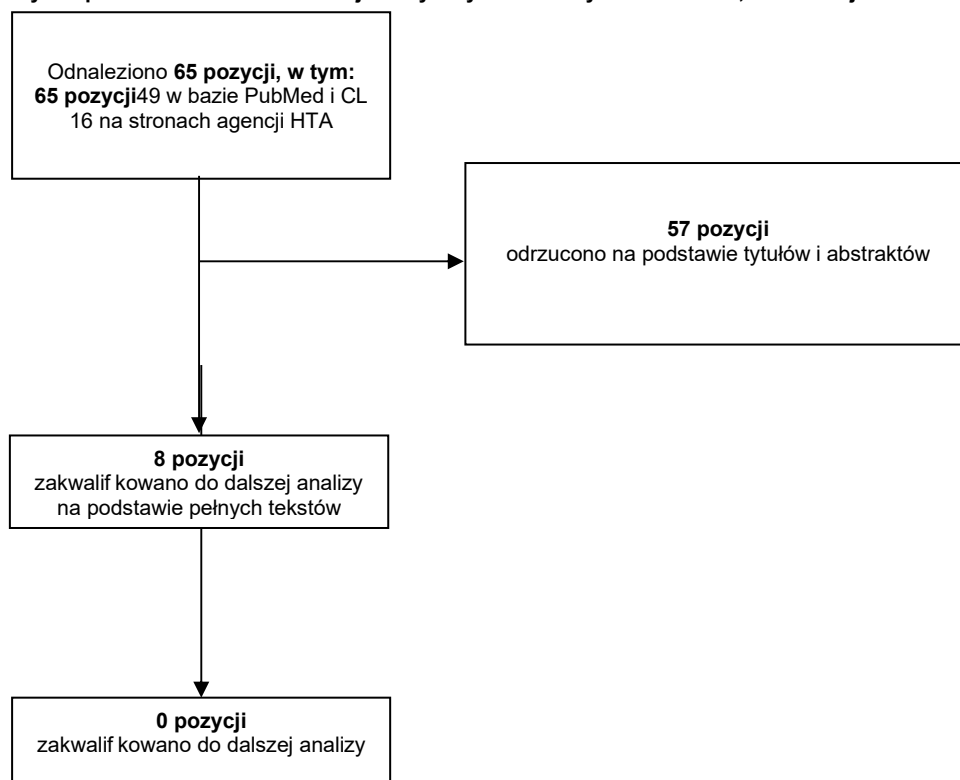 Odnaleziono 65 pozycji, w tym:
65 pozycji49 w bazie PubMed i CL
16 na stronach agencji HTA
57 pozycji
odrzucono na podstawie tytułów i abstraktów
8 pozycji
zakwalif kowano do dalszej analizy
na podstawie pełnych tekstów
0 pozycji
zakwalif kowano do dalszej analizy